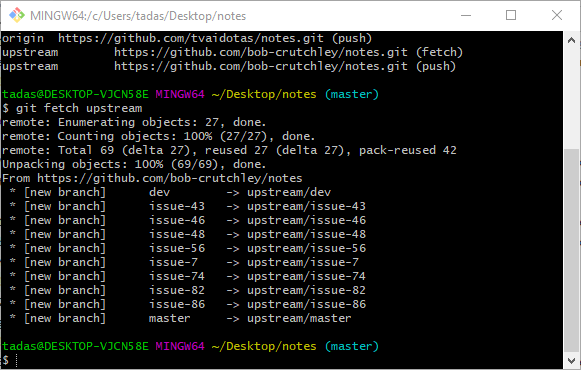 MINGW64:/c/Users/tadas/Desktop/notes
origin  https://github.com/tvaidotas/notes.git (push)
upstream        https://github.com/bob-crutchley/notes.git (fetch)
upstream        https://github.com/bob-crutchley/notes.git (push)
tadas@DESKTOP-VJCN58E MINGW64 ~/Desktop/notes (master)
$ git fetch upstream
remote: Enumerating objects: 27, done.
remote: Counting objects: 100% (27/27), done.
remote: Total 69 (delta 27), reused 27 (delta 27), pack-reused 42
Unpacking objects: 100% (69/69), done.
From https://github.com/bob-crutchley/notes
 * [new branch]      dev        -> upstream/dev
 * [new branch]      issue-43   -> upstream/issue-43
 * [new branch]      issue-46   -> upstream/issue-46
 * [new branch]      issue-48   -> upstream/issue-48
 * [new branch]      issue-56   -> upstream/issue-56
 * [new branch]      issue-7    -> upstream/issue-7
 * [new branch]      issue-74   -> upstream/issue-74
 * [new branch]      issue-82   -> upstream/issue-82
 * [new branch]      issue-86   -> upstream/issue-86
 * [new branch]      master     -> upstream/master
tadas@DESKTOP-VJCN58E MINGW64 ~/Desktop/notes (master)
$